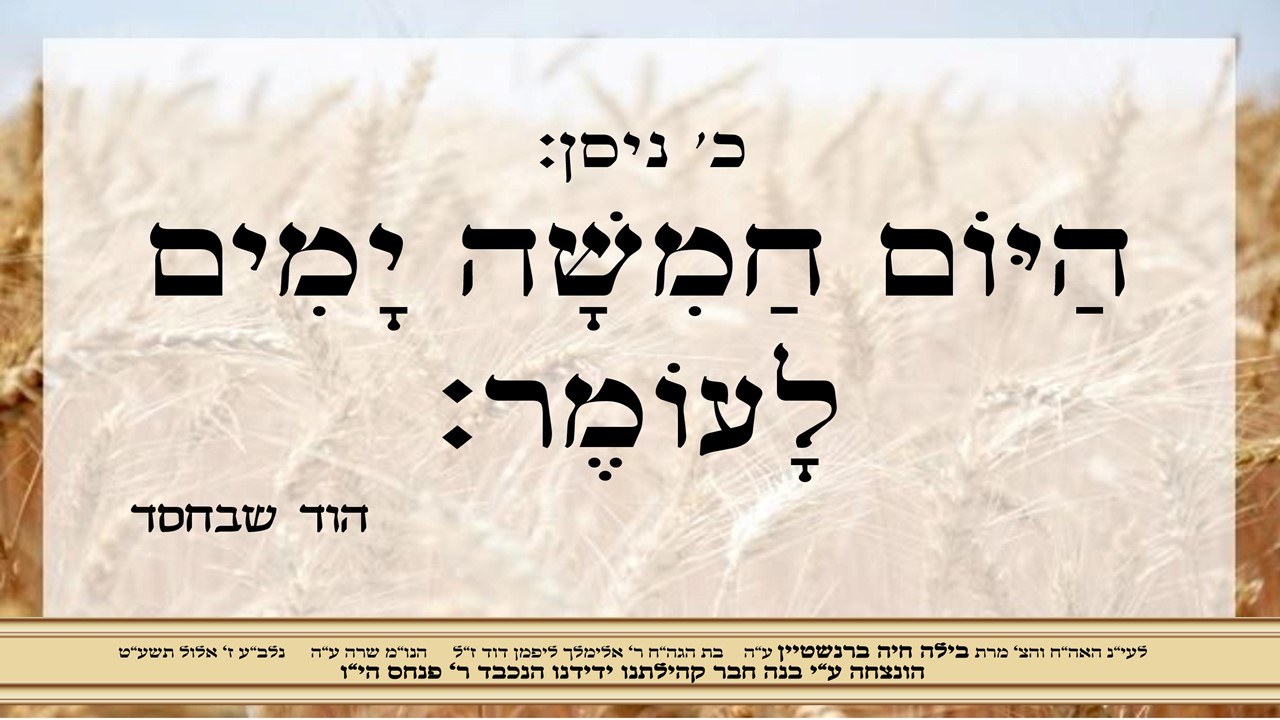 כ׳ ניסן:
הַיּוֹם חַמִשָׁה יָמִים
לָעוֹמֶר:
הוד שבחסד
לעי״נ האה״ח והצ׳ מרת בילה חיה ברנשטיין ע״ה בת הגה״ח ר׳ אלימלך ליפמן דוד ז״ל הנו״מ שרה ע״ה נלב״ע ז׳ אלול תשע״ט
הונצחה ע״י בנה חבר קהילתנו ידידנו הנכבד ר׳ פנחס הי״ו